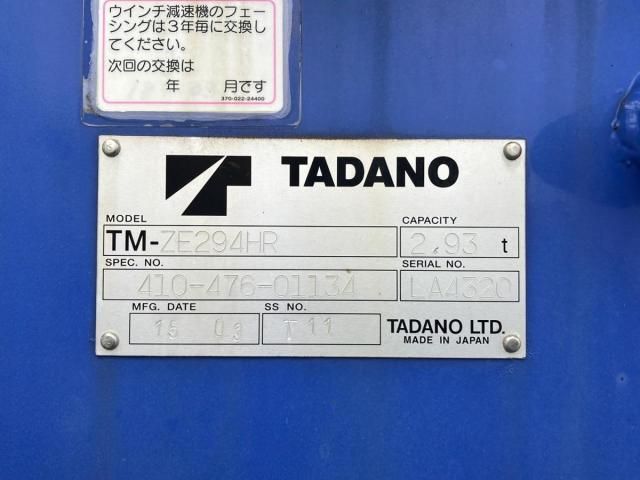 ウインチ減速機のフェー
シングは3年毎に交換し
てください。
次回の交換は
年 月です
370-022-24400
TADANO
MODEL CAPACITY
TM-ZE294HR 2.93 t
SPEC. NO. SERIAL NO.
410-476-01134 LA4320
MFG. DATE SS NO.
15 03 T11 TADANO LTD.
MADE IN JAPAN